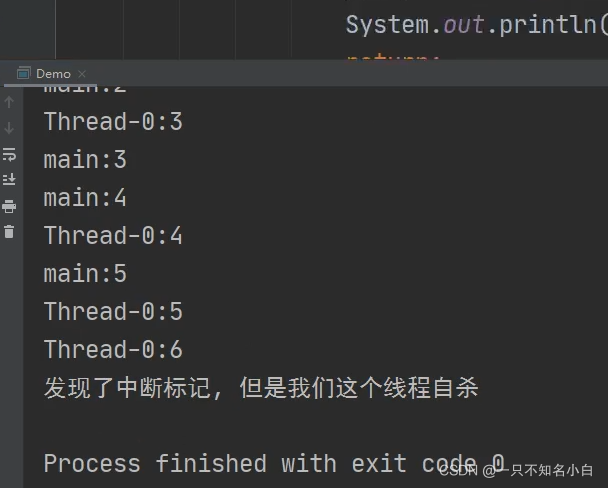 System.out.println(
return;
Demo
main:2
Thread-0:3
main:3
main:4
Thread-0:4
main:5
Thread-0:5
Thread-0:6
发现了中断标记, 但是我们这个线程自杀
Process finished with exit code 0
CSDN @一只不知名小白